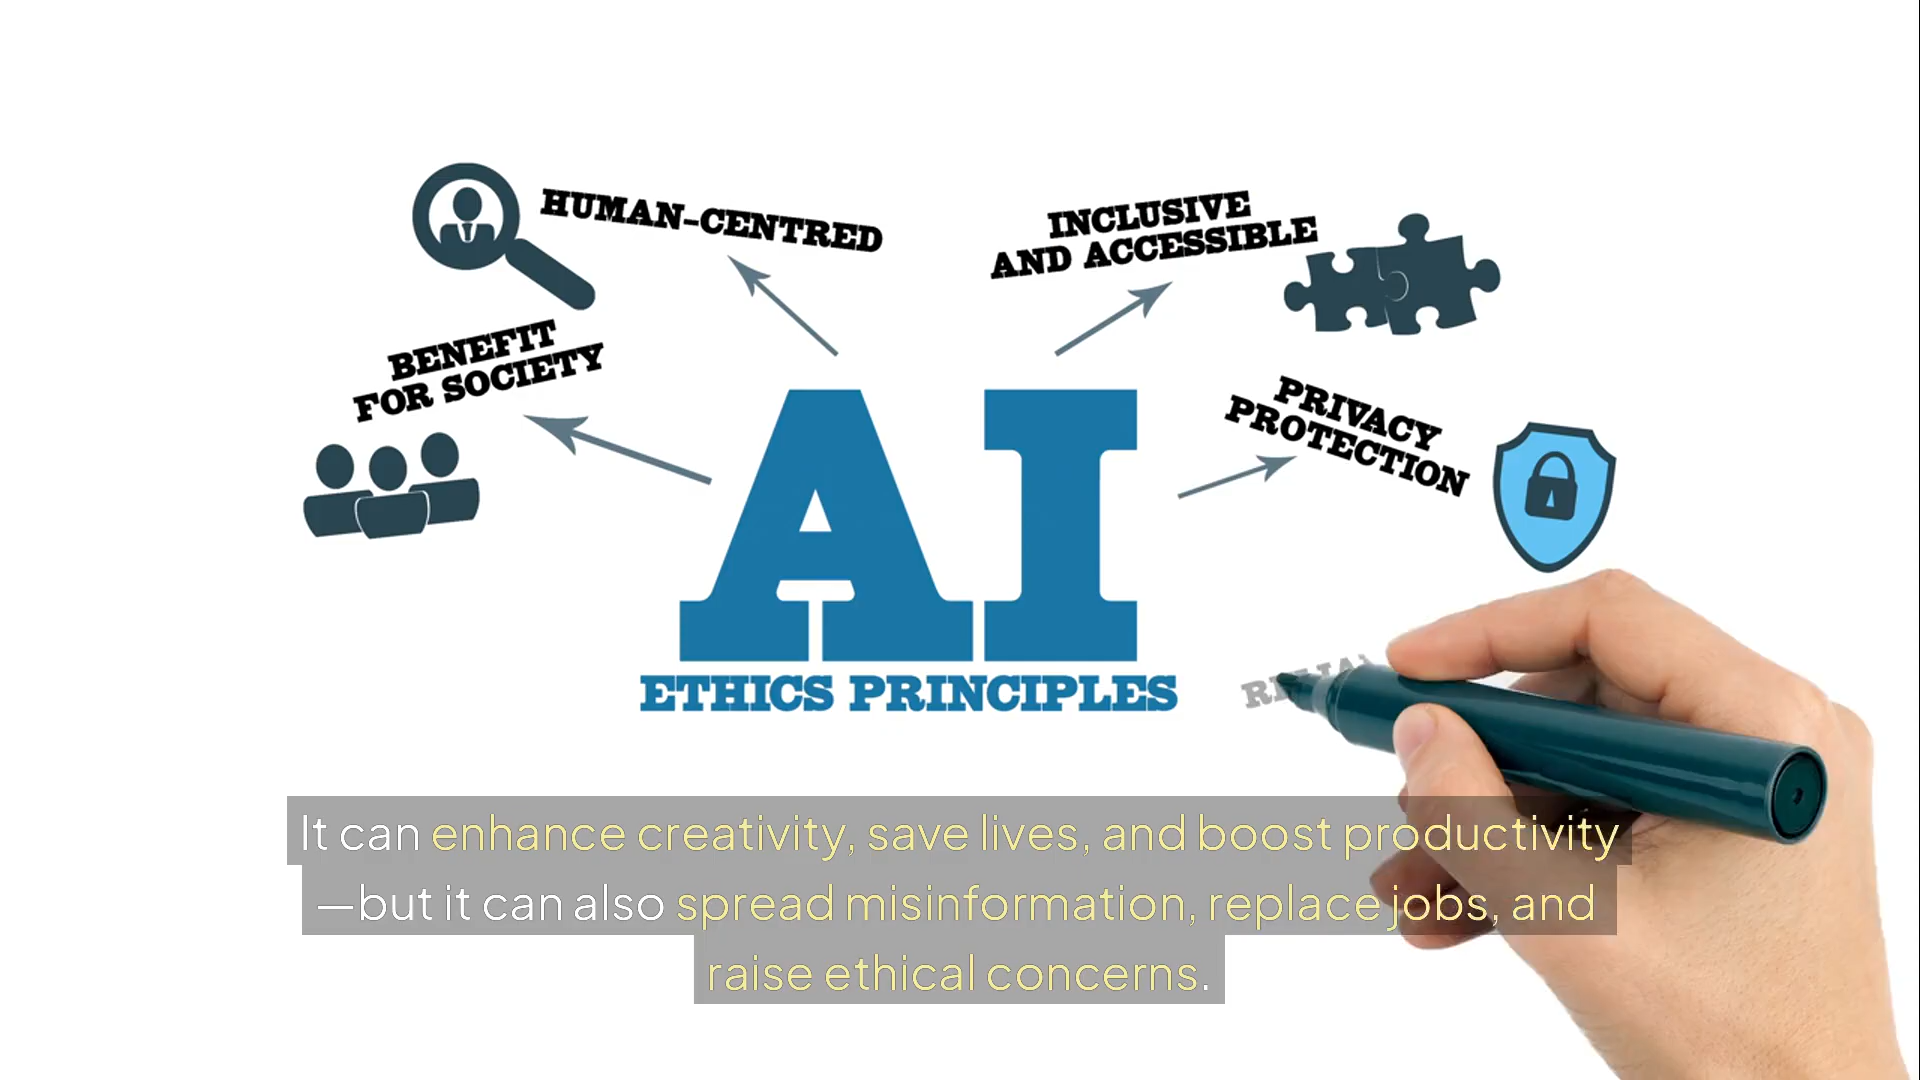 HUMAN-CENTRED
INCLUSIVE
AND ACCESSIBLE
BENEFIT
FOR SOCIETY
PRIVACY
PROTECTION
AI
ETHICS PRINCIPLES
It can enhance creativity, save lives, and boost productivity
—but it can also spread misinformation, replace jobs, and
raise ethical concerns.